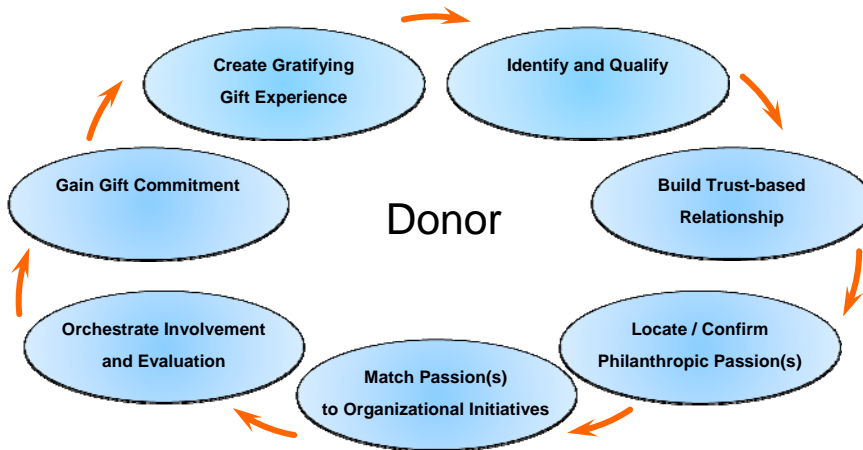 Create Gratifying
Gift Experience
Identify and Qualify
Gain Gift Commitment
Build Trust-based
Relationship
Donor
Orchestrate Involvement
and Evaluation
Locate / Confirm
Philanthropic Passion(s)
Match Passion(s)
to Organizational Initiatives